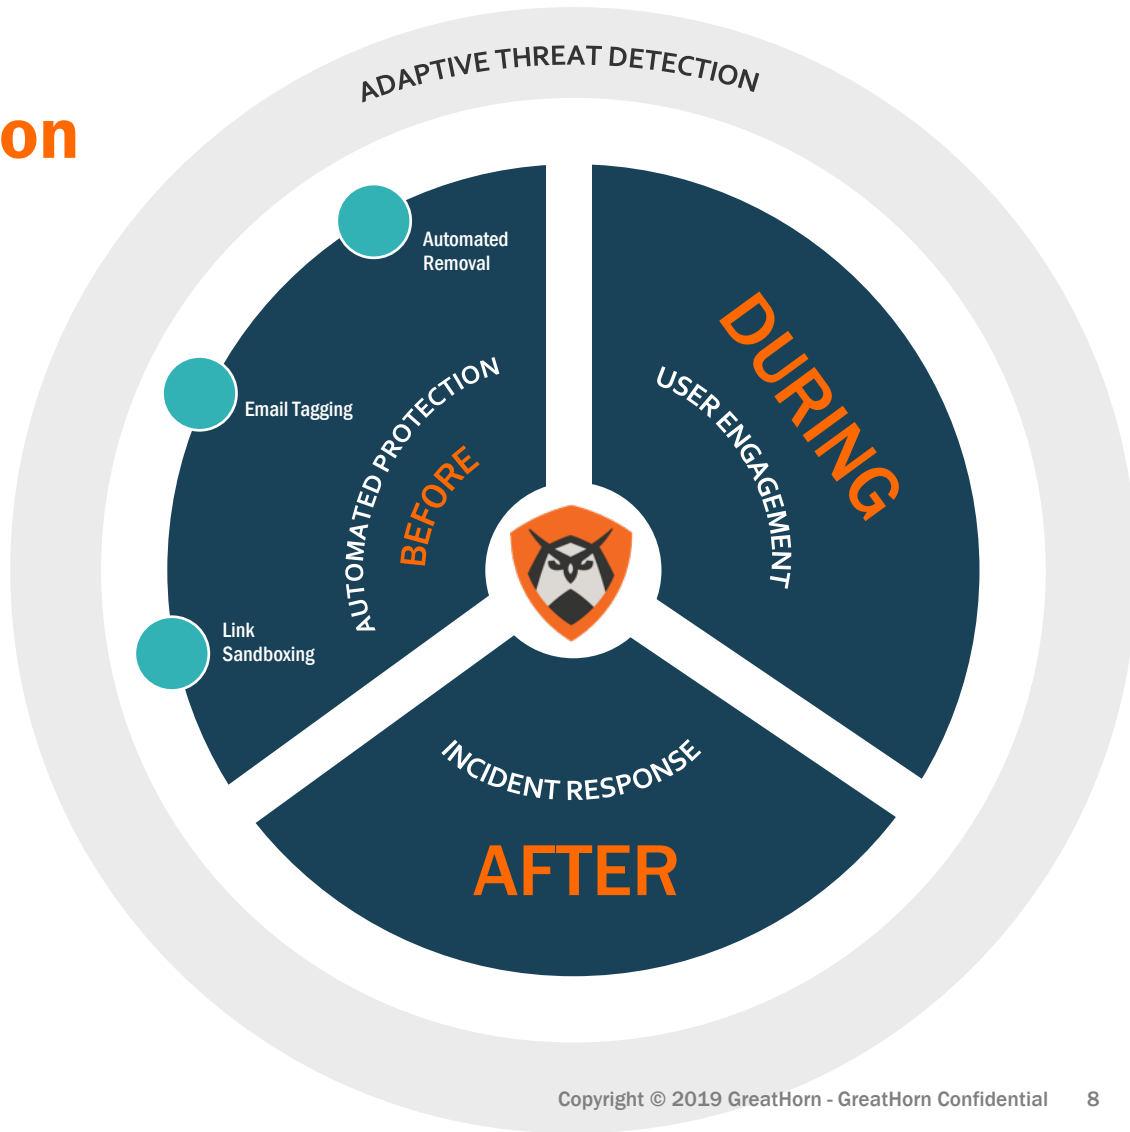 ADAPTIVE THREAT DETECTION
on
Automated
Removal
Email Tagging
Link
Sandboxing
AUTOMATED PROTECTION
BEFORE
DURING
USER ENGAGEMENT
INCIDENT RESPONSE
AFTER
Copyright © 2019 GreatHorn - GreatHorn Confidential 8